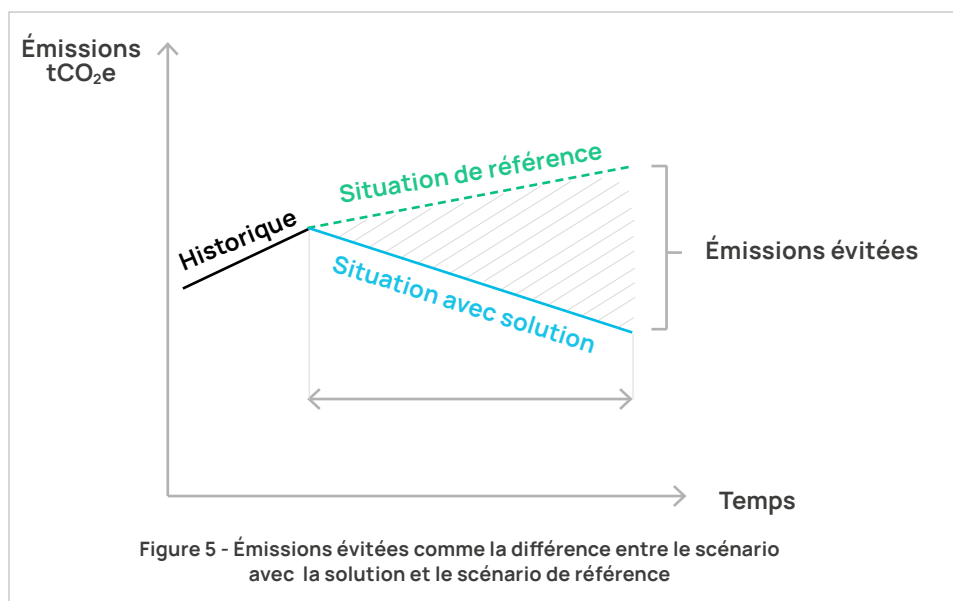 Émissions
tCO₂e
Situation de référence
Historique
Émissions évitées
Situation avec solution
Temps
Figure 5 - Émissions évitées comme la différence entre le scénario
avec la solution et le scénario de référence